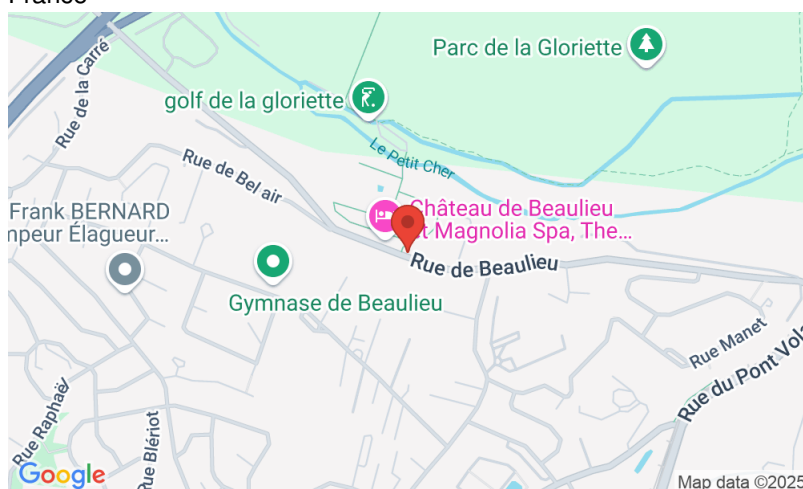 France
Parc de la Gloriette
Rue de la Carré
golf de la gloriette
Le Petit Cher
Rue de Bel air
Frank BERNARD
mpeur Élagueur...
Château de Beaulieu
t Magnolia Spa, The...
Rue de Beaulieu
Gymnase de Beaulieu
Rue Manet
Rue du Pont Vol
Rue Raphaël
Rue Blériot
Google
Map data ©2025